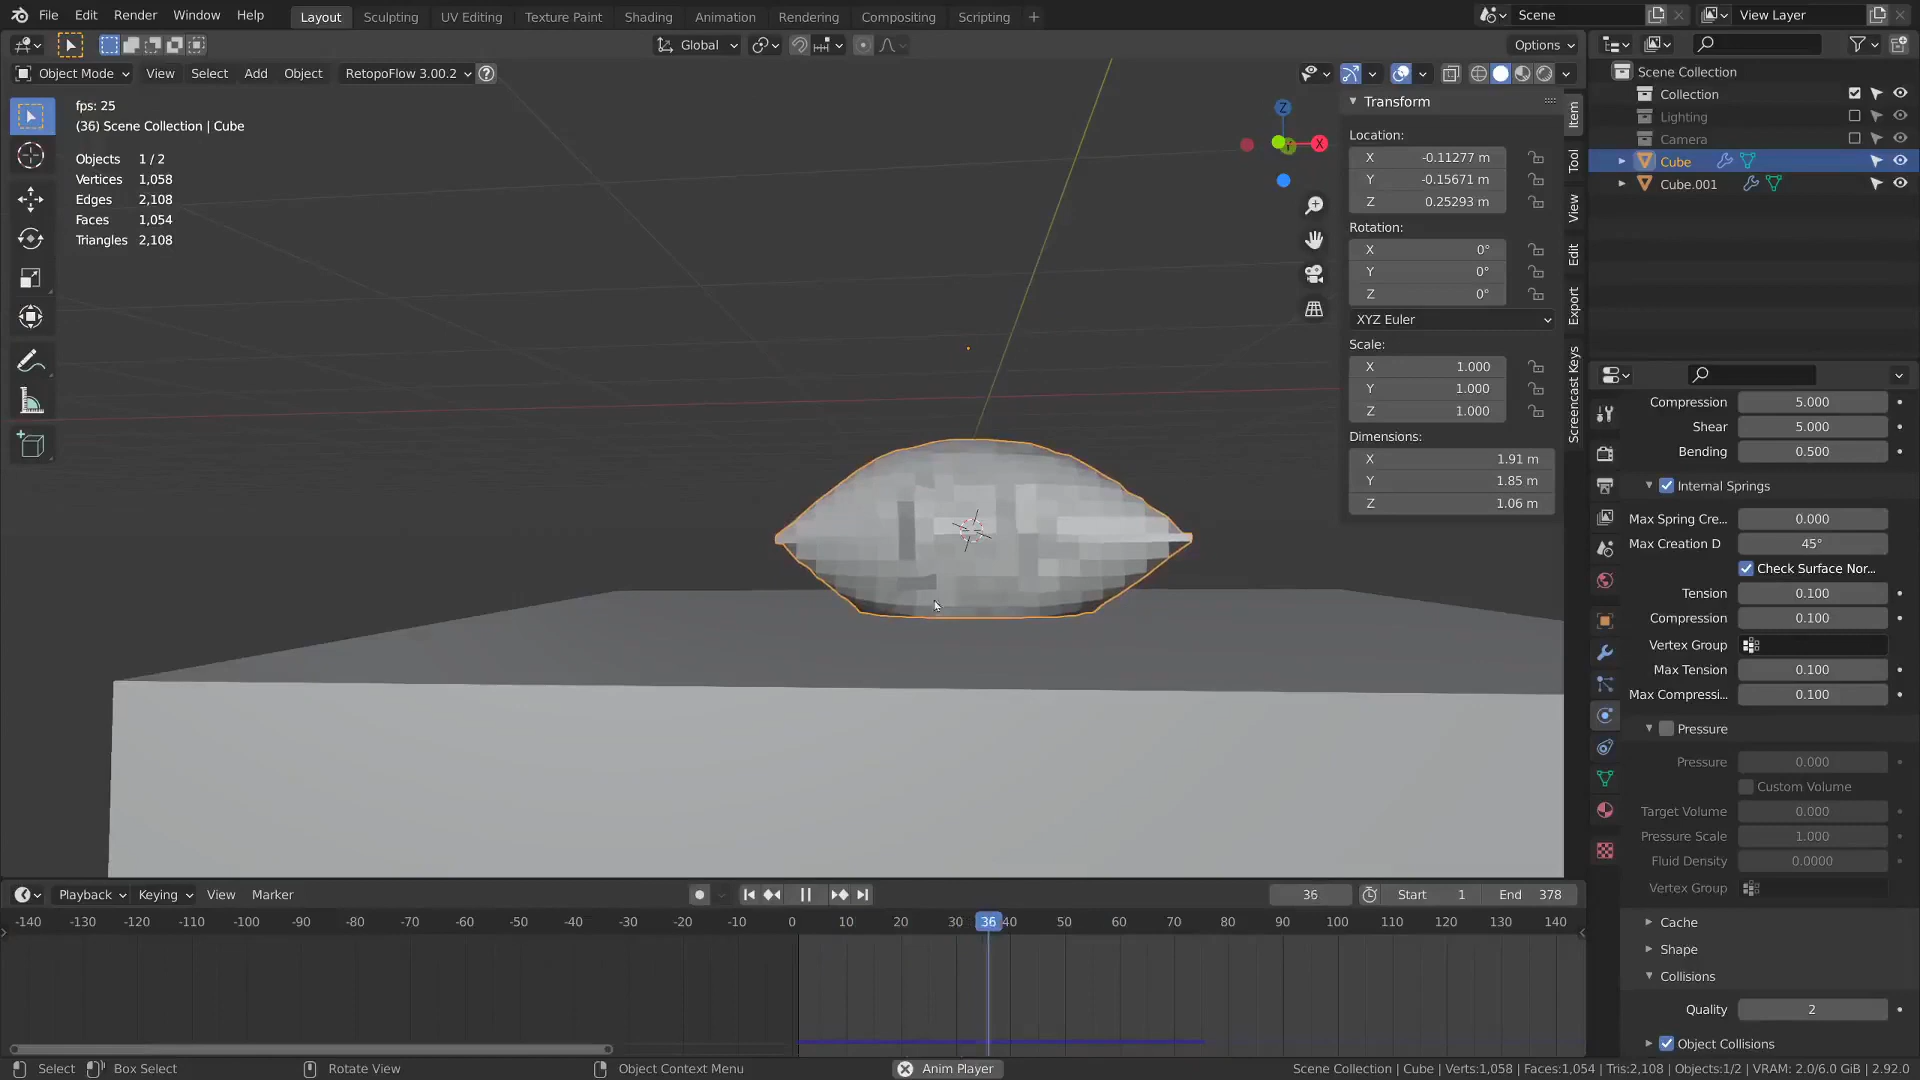 File Edit Render Window Help Layout Sculpting UV Editing Texture Paint Shading Animation Rendering Compositing Scripting + Scene View Layer
Global Options
Object Mode View Select Add Object RetopoFlow 3.00.2 ?
fps: 25
(36) Scene Collection | Cube
Objects 1 / 2
Vertices 1,058
Edges 2,108
Faces 1,054
Triangles 2,108
Z
X
Transform
Location:
X -0.11277 m
Y -0.15671 m
Z 0.25293 m
Rotation:
X 0°
Y 0°
Z 0°
XYZ Euler
Scale:
X 1.000
Y 1.000
Z 1.000
Dimensions:
X 1.91 m
Y 1.85 m
Z 1.06 m
Item
Tool
View
Edit
Export
Screencast Keys
Scene Collection
Collection
Lighting
Camera
Cube
Cube.001
Compression 5.000
Shear 5.000
Bending 0.500
Internal Springs
Max Spring Cre... 0.000
Max Creation D 45°
Check Surface Nor...
Tension 0.100
Compression 0.100
Vertex Group
Max Tension 0.100
Max Compressi... 0.100
Pressure
Pressure 0.000
Custom Volume
Target Volume 0.000
Pressure Scale 1.000
Fluid Density 0.0000
Vertex Group
Cache
Shape
Collisions
Quality 2
Object Collisions
Playback Keying View Marker 36 Start 1 End 378
-140 -130 -120 -110 -100 -90 -80 -70 -60 -50 -40 -30 -20 -10 0 10 20 30 36 40 50 60 70 80 90 100 110 120 130 140
Select Box Select Rotate View Object Context Menu Anim Player Scene Collection | Cube | Verts:1,058 | Faces:1,054 | Tris:2,108 | Objects:1/2 | VRAM: 2.0/6.0 GiB | 2.92.0